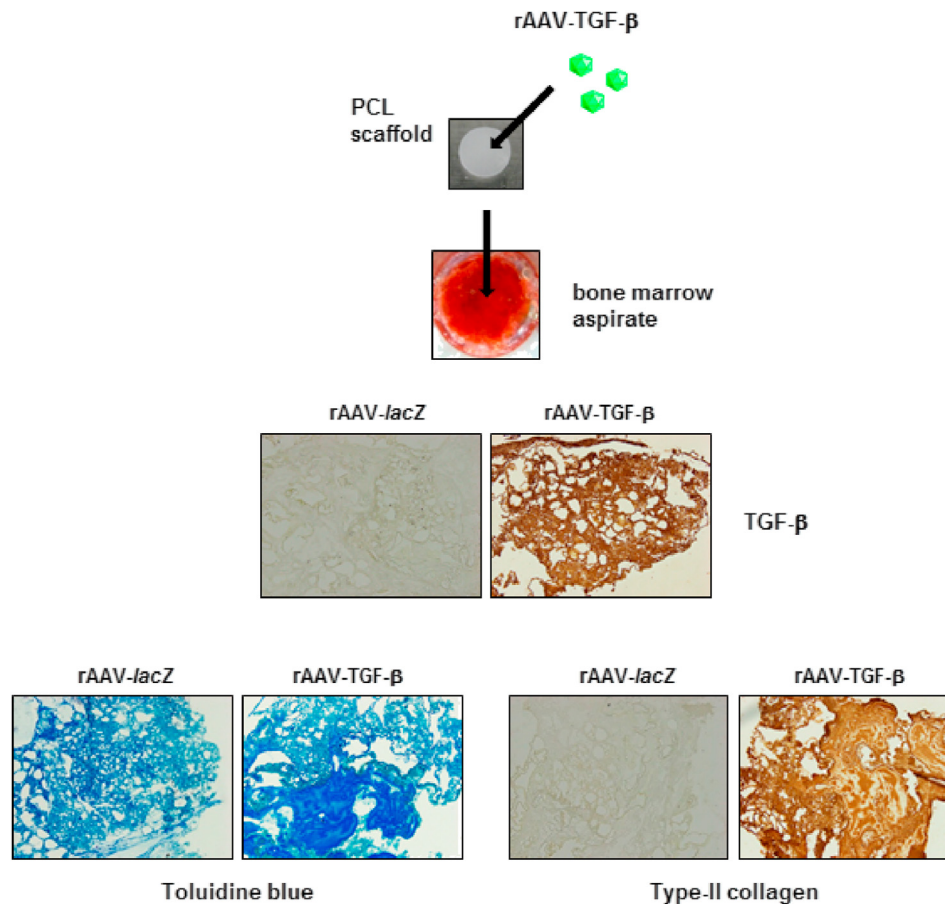 rAAV-TGF-β
PCL
scaffold
bone marrow
aspirate
rAAV-lacZ
rAAV-TGF-β
TGF-β
rAAV-lacZ
rAAV-TGF-β
rAAV-lacZ
rAAV-TGF-β
Toluidine blue
Type-II collagen